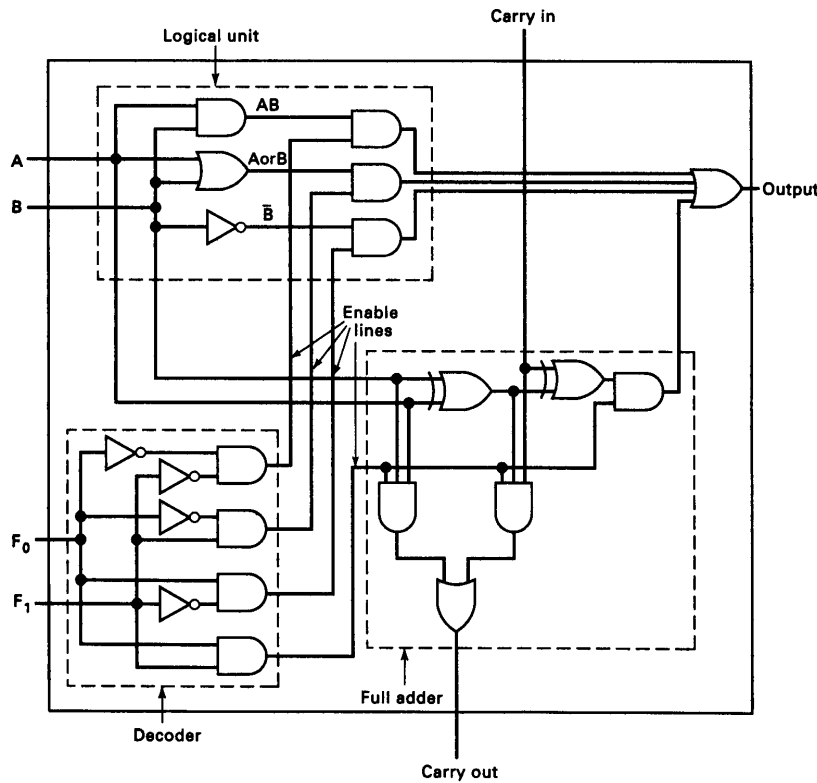 Carry in
Logical unit
AB
A
AorB
B
B̅
Output
Enable
lines
F0
F1
Full adder
Decoder
Carry out